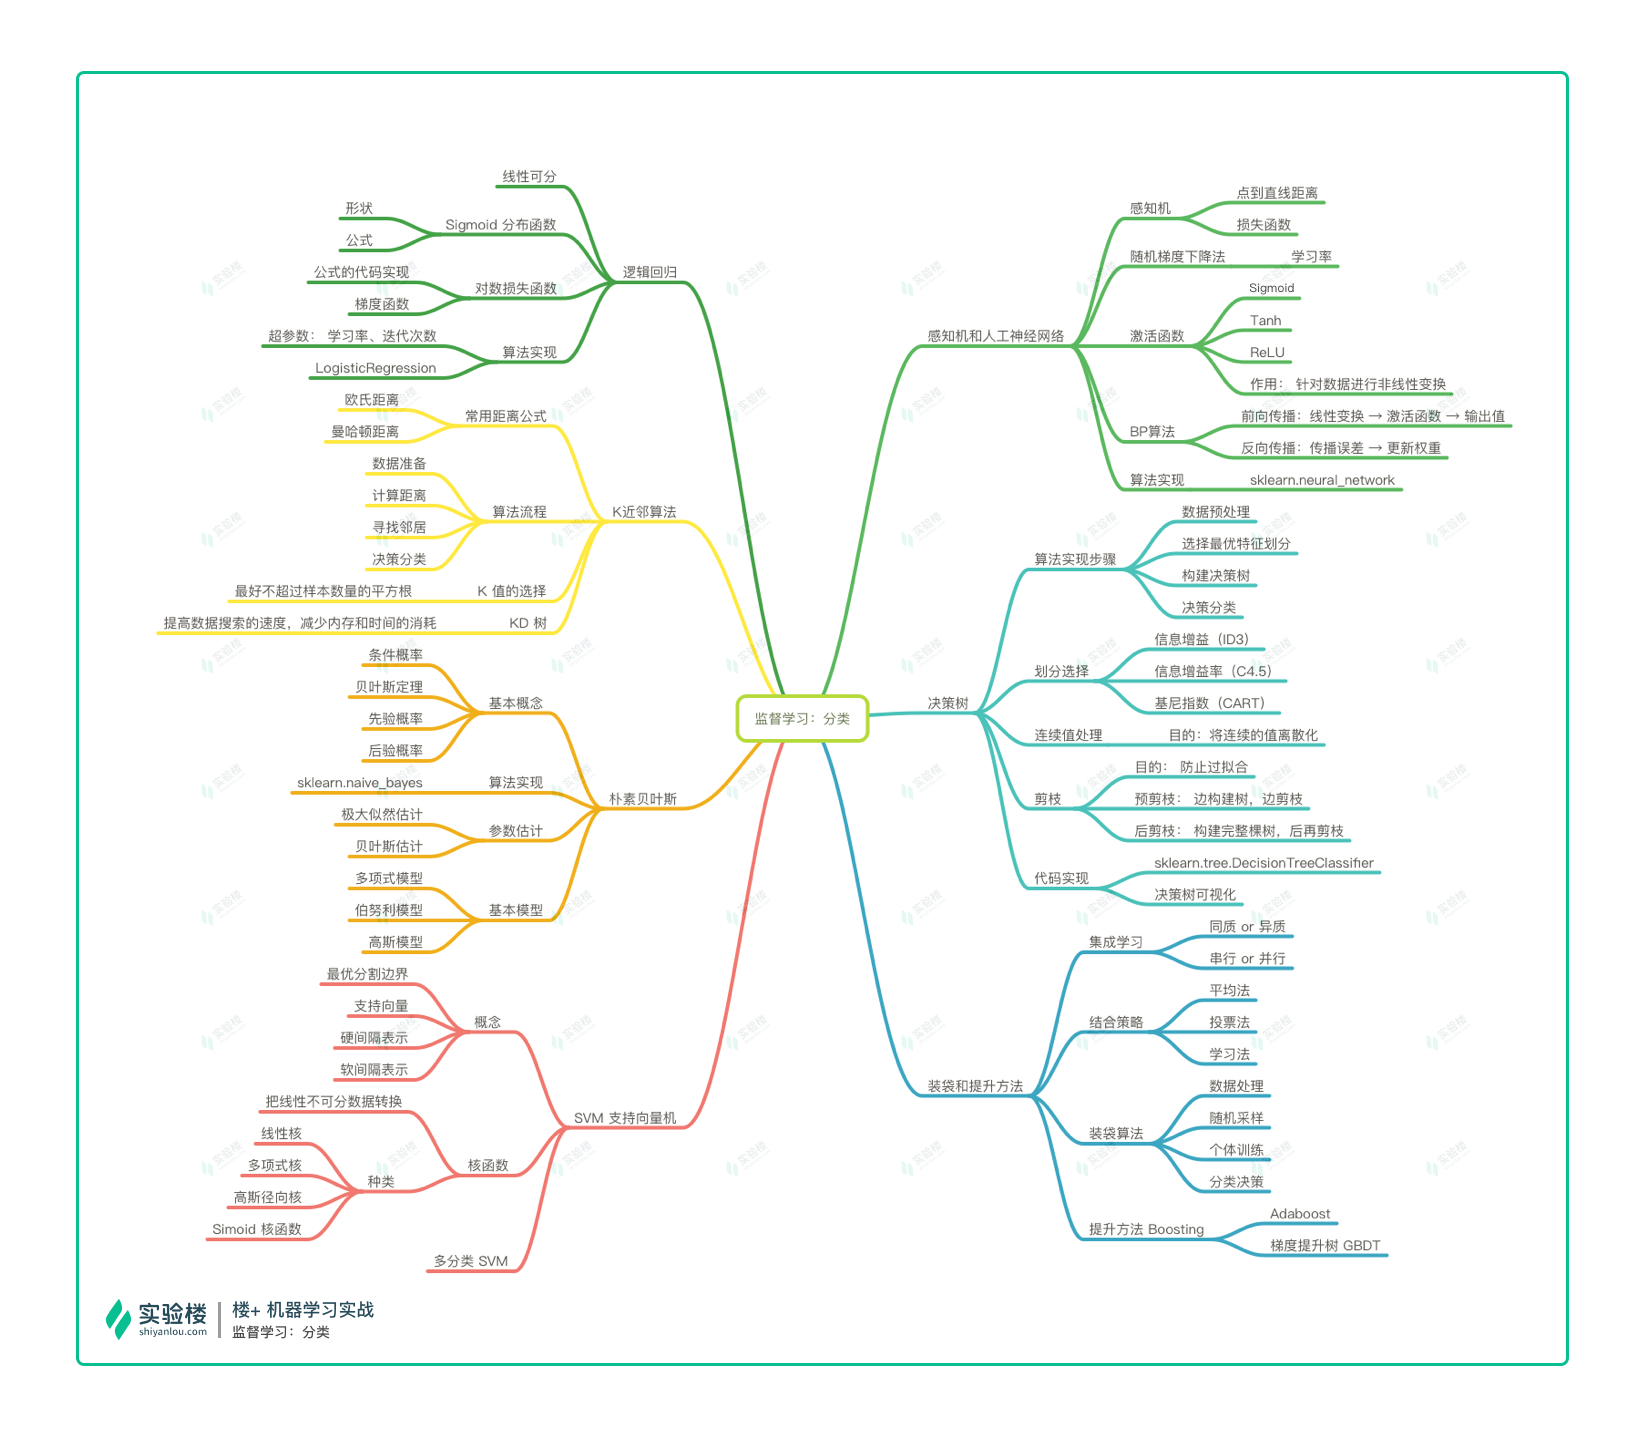 监督学习：分类
逻辑回归
线性可分
Sigmoid 分布函数
形状
公式
对数损失函数
公式的代码实现
梯度函数
算法实现
超参数： 学习率、迭代次数
LogisticRegression
K近邻算法
常用距离公式
欧氏距离
曼哈顿距离
算法流程
数据准备
计算距离
寻找邻居
决策分类
K 值的选择
最好不超过样本数量的平方根
KD 树
提高数据搜索的速度，减少内存和时间的消耗
朴素贝叶斯
基本概念
条件概率
贝叶斯定理
先验概率
后验概率
算法实现
sklearn.naive_bayes
参数估计
极大似然估计
贝叶斯估计
基本模型
多项式模型
伯努利模型
高斯模型
SVM 支持向量机
概念
最优分割边界
支持向量
硬间隔表示
软间隔表示
核函数
把线性不可分数据转换
种类
线性核
多项式核
高斯径向核
Simoid 核函数
多分类 SVM
感知机和人工神经网络
感知机
点到直线距离
损失函数
随机梯度下降法
学习率
激活函数
Sigmoid
Tanh
ReLU
作用： 针对数据进行非线性变换
BP算法
前向传播：线性变换 → 激活函数 → 输出值
反向传播：传播误差 → 更新权重
算法实现
sklearn.neural_network
决策树
算法实现步骤
数据预处理
选择最优特征划分
构建决策树
决策分类
划分选择
信息增益（ID3）
信息增益率（C4.5）
基尼指数（CART）
连续值处理
目的：将连续的值离散化
剪枝
目的： 防止过拟合
预剪枝： 边构建树，边剪枝
后剪枝： 构建完整棵树，后再剪枝
代码实现
sklearn.tree.DecisionTreeClassifier
决策树可视化
装袋和提升方法
集成学习
同质 or 异质
串行 or 并行
结合策略
平均法
投票法
学习法
装袋算法
数据处理
随机采样
个体训练
分类决策
提升方法 Boosting
Adaboost
梯度提升树 GBDT
实验楼
shiyanlou.com
楼+ 机器学习实战
监督学习：分类